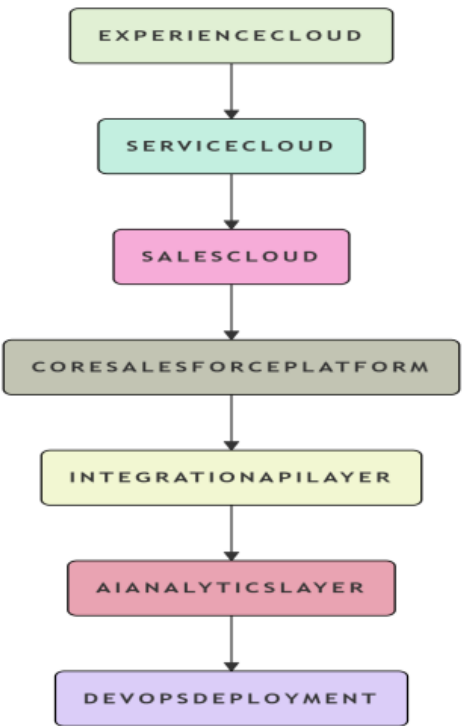 EXPERIENCECLOUD
SERVICECLOUD
SALESCLOUD
CORESALESFORCEPLATFORM
INTEGRATIONAPILAYER
AIANALYTICSLAYER
DEVOPSDEPLOYMENT